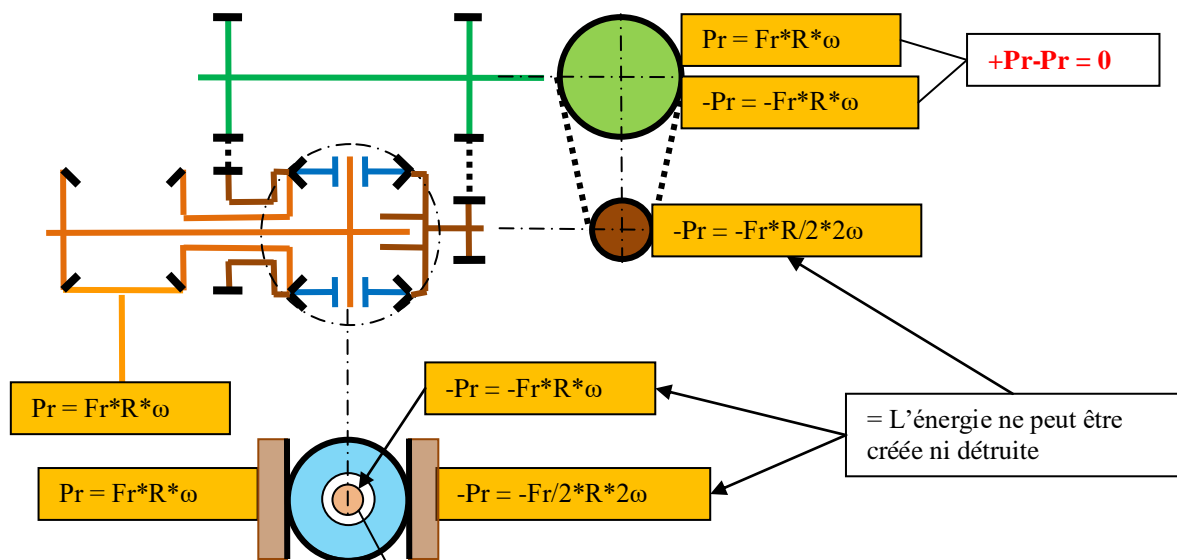 Pr = Fr*R*ω
+Pr-Pr = 0
-Pr = -Fr*R*ω
-Pr = -Fr*R/2*2ω
Pr = Fr*R*ω
-Pr = -Fr*R*ω
= L'énergie ne peut être
créée ni détruite
Pr = Fr*R*ω
-Pr = -Fr/2*R*2ω